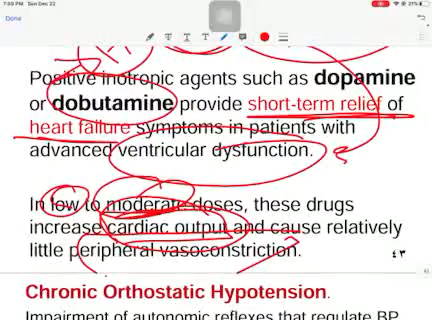 7:59 PM Sun Dec 22
21%
Done
Positive inotropic agents such as dopamine
or dobutamine provide short-term relief of
heart failure symptoms in patients with
advanced ventricular dysfunction.
In low to moderate doses, these drugs
increase cardiac output and cause relatively
little peripheral vasoconstriction.
٤٣
Chronic Orthostatic Hypotension.
Impairment of autonomic reflexes that regulate BP